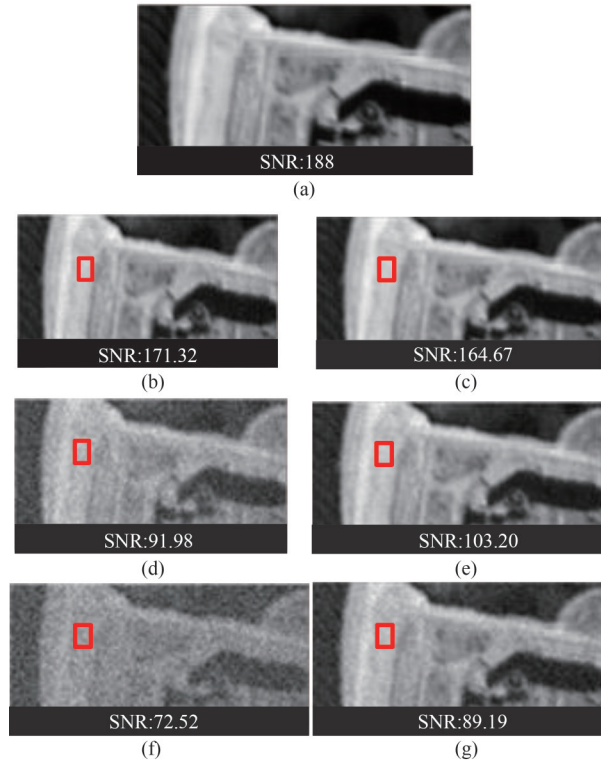 SNR:188
(a)
SNR:171.32
SNR:164.67
(b)
(c)
SNR:91.98
SNR:103.20
(d)
(e)
SNR:72.52
SNR:89.19
(f)
(g)